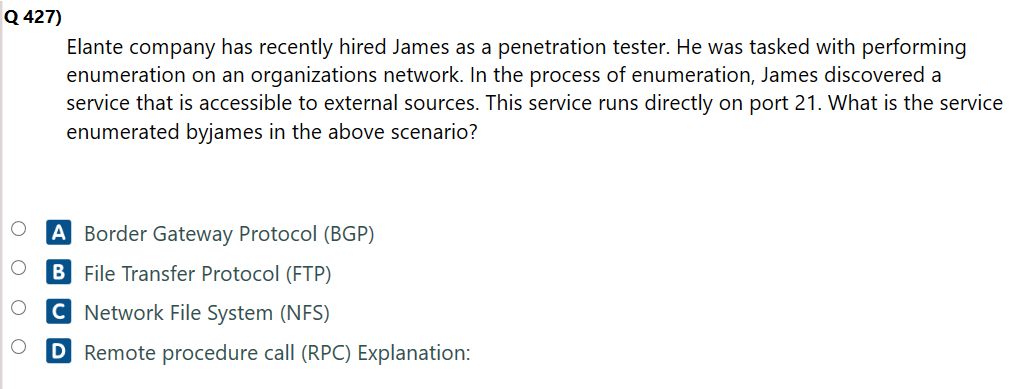 Q 427)
Elante company has recently hired James as a penetration tester. He was tasked with performing
enumeration on an organizations network. In the process of enumeration, James discovered a
service that is accessible to external sources. This service runs directly on port 21. What is the service
enumerated byjames in the above scenario?
A Border Gateway Protocol (BGP)
B File Transfer Protocol (FTP)
C Network File System (NFS)
D Remote procedure call (RPC) Explanation: